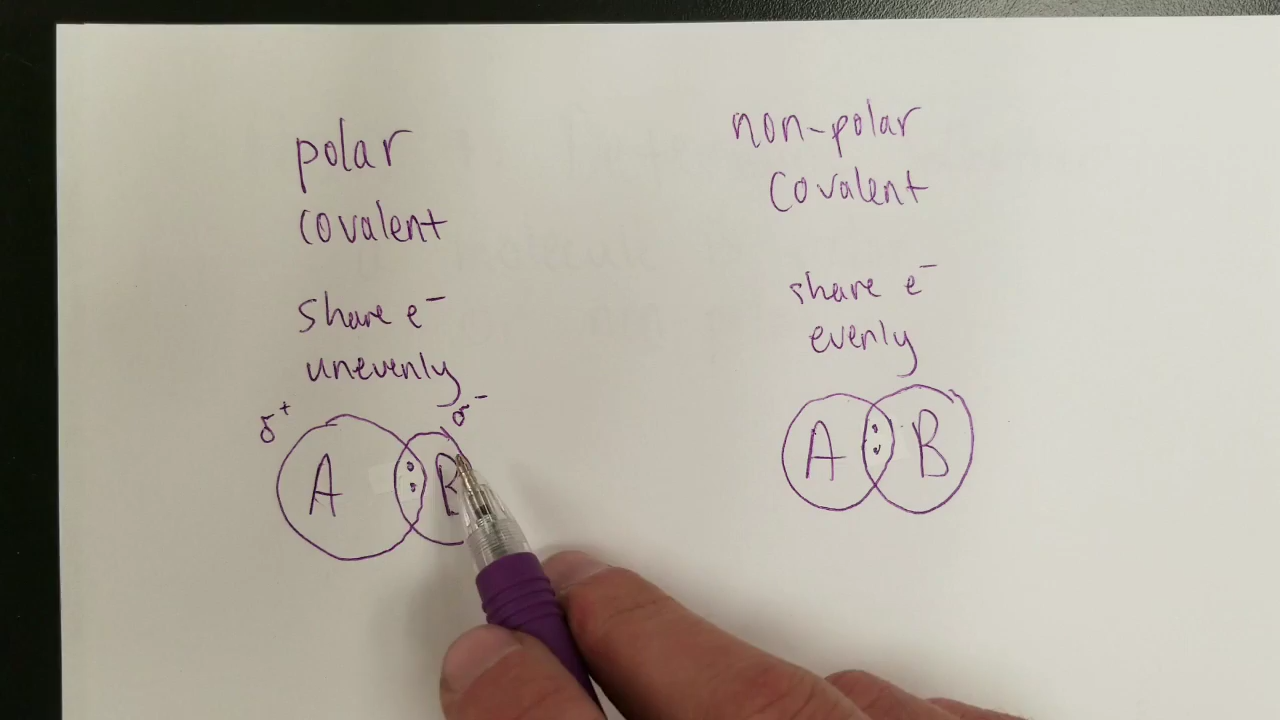 polar
covalent
share e⁻
unevenly
δ⁺ δ⁻
A : B
non-polar
covalent
share e⁻
evenly
A : B